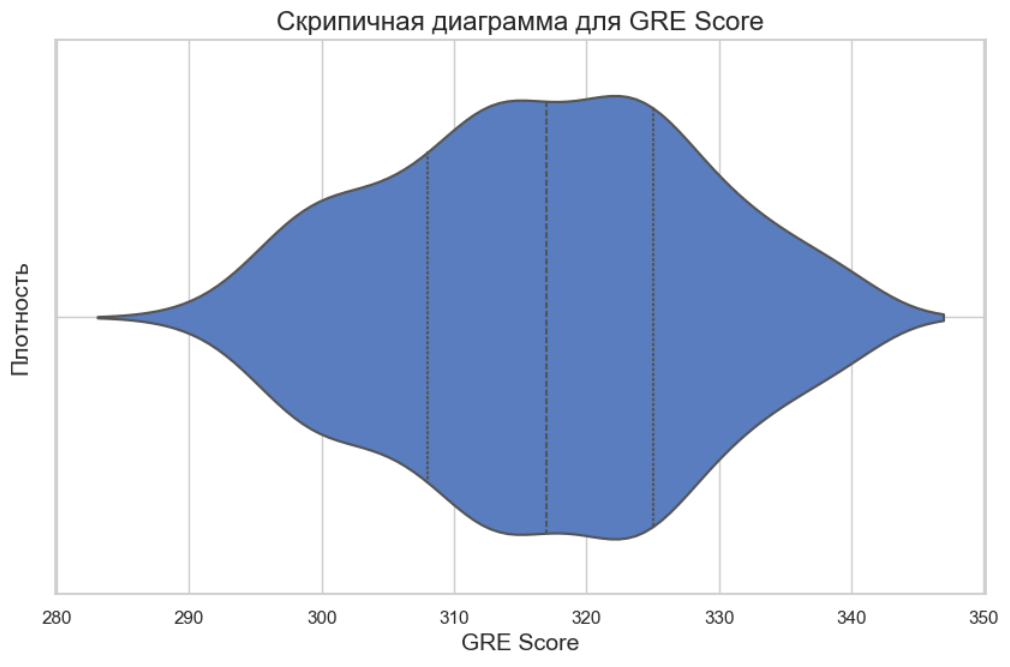 Скрипичная диаграмма для GRE Score
Плотность
280 290 300 310 320 330 340 350
GRE Score